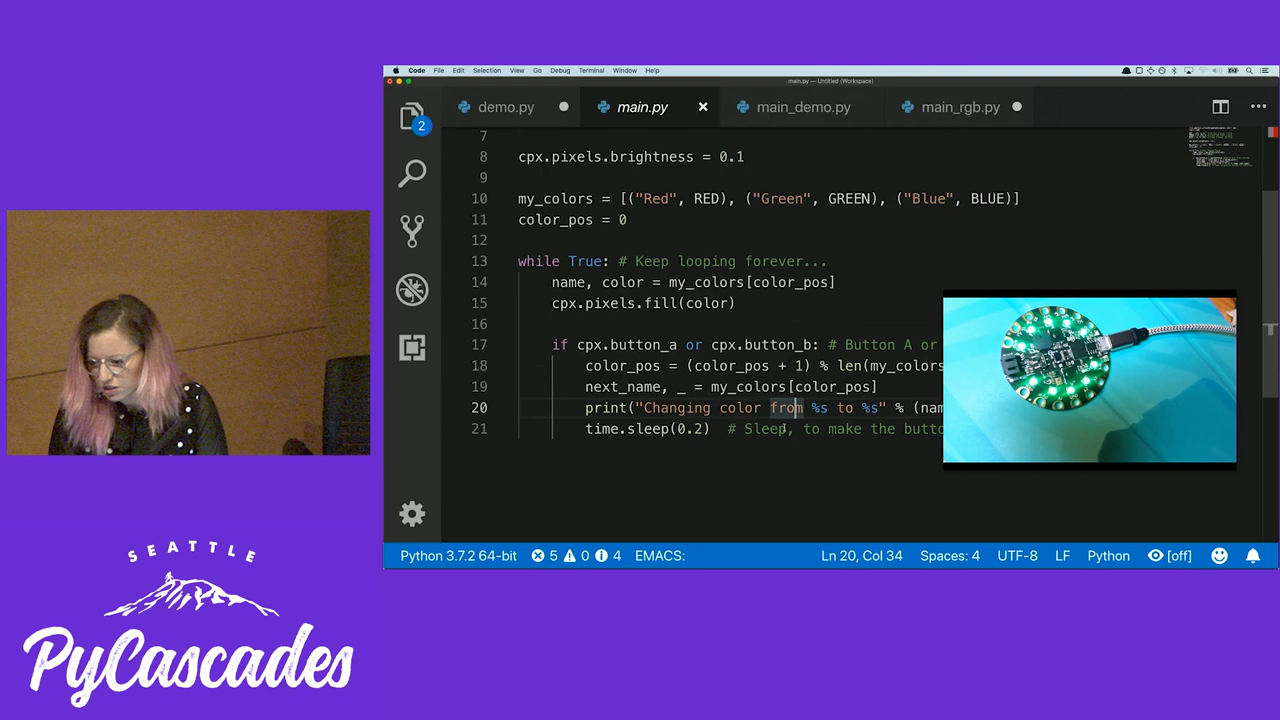 Code File Edit Selection View Go Debug Terminal Window Help
main.py — Untitled (Workspace)
demo.py main.py main_demo.py main_rgb.py
2
7
8 cpx.pixels.brightness = 0.1
9
10 my_colors = [("Red", RED), ("Green", GREEN), ("Blue", BLUE)]
11 color_pos = 0
12
13 while True: # Keep looping forever...
14 name, color = my_colors[color_pos]
15 cpx.pixels.fill(color)
16
17 if cpx.button_a or cpx.button_b: # Button A or
18 color_pos = (color_pos + 1) % len(my_colors
19 next_name, _ = my_colors[color_pos]
20 print("Changing color from %s to %s" % (nam
21 time.sleep(0.2) # Sleep, to make the butto
Python 3.7.2 64-bit 5 0 4 EMACS: Ln 20, Col 34 Spaces: 4 UTF-8 LF Python [off]
SEATTLE
PyCascades